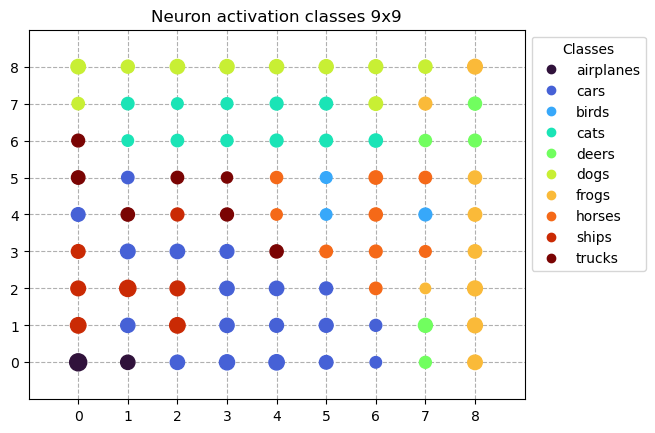 Neuron activation classes 9x9
8
7
6
5
4
3
2
1
0
0 1 2 3 4 5 6 7 8
Classes
airplanes
cars
birds
cats
deers
dogs
frogs
horses
ships
trucks